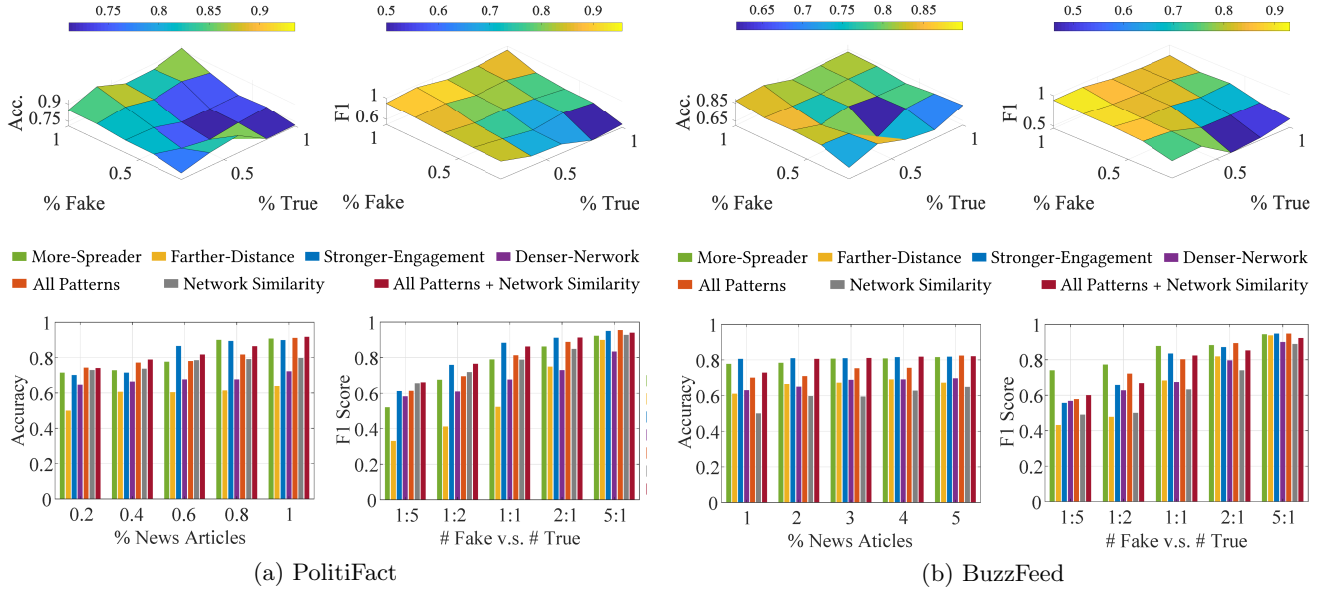 0.75 0.8 0.85 0.9
0.5 0.6 0.7 0.8 0.9
0.65 0.7 0.75 0.8 0.85
0.5 0.6 0.7 0.8 0.9
Acc.
0.9
0.75
1
0.5
0.5
1
% Fake
% True
F1
1
0.6
1
0.5
0.5
1
% Fake
% True
Acc.
0.85
0.65
1
0.5
0.5
1
% Fake
% True
F1
1
0.5
1
0.5
0.5
1
% Fake
% True
More-Spreader Farther-Distance Stronger-Engagement Denser-Nerwork
All Patterns Network Similarity All Patterns + Network Similarity
More-Spreader Farther-Distance Stronger-Engagement Denser-Nerwork
All Patterns Network Similarity All Patterns + Network Similarity
Accuracy
1
0.8
0.6
0.4
0.2
0
0.2 0.4 0.6 0.8 1
% News Articles
F1 Score
1
0.8
0.6
0.4
0.2
0
1:5 1:2 1:1 2:1 5:1
# Fake v.s. # True
Accuracy
1
0.8
0.6
0.4
0.2
0
1 2 3 4 5
% News Aticles
F1 Score
1
0.8
0.6
0.4
0.2
0
1:5 1:2 1:1 2:1 5:1
# Fake v.s. # True
(a) PolitiFact
(b) BuzzFeed